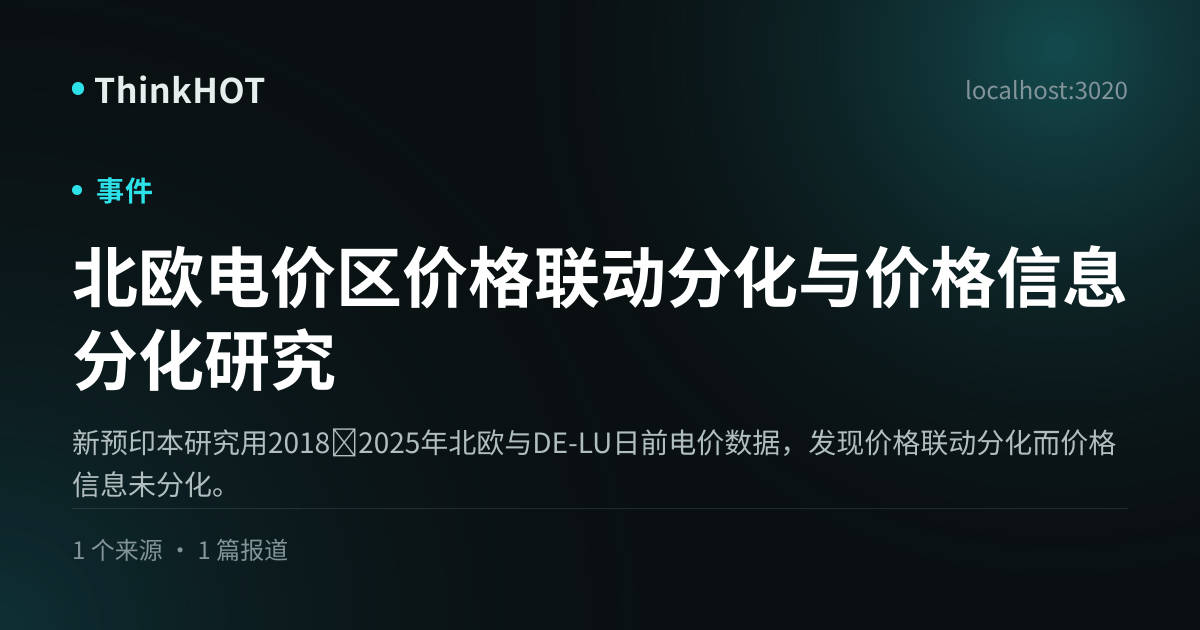 ThinkHOT
localhost:3020
事件
北欧电价区价格联动分化与价格信息
分化研究
新预印本研究用2018□2025年北欧与DE-LU日前电价数据，发现价格联动分化而价格
信息未分化。
1 个来源 · 1 篇报道